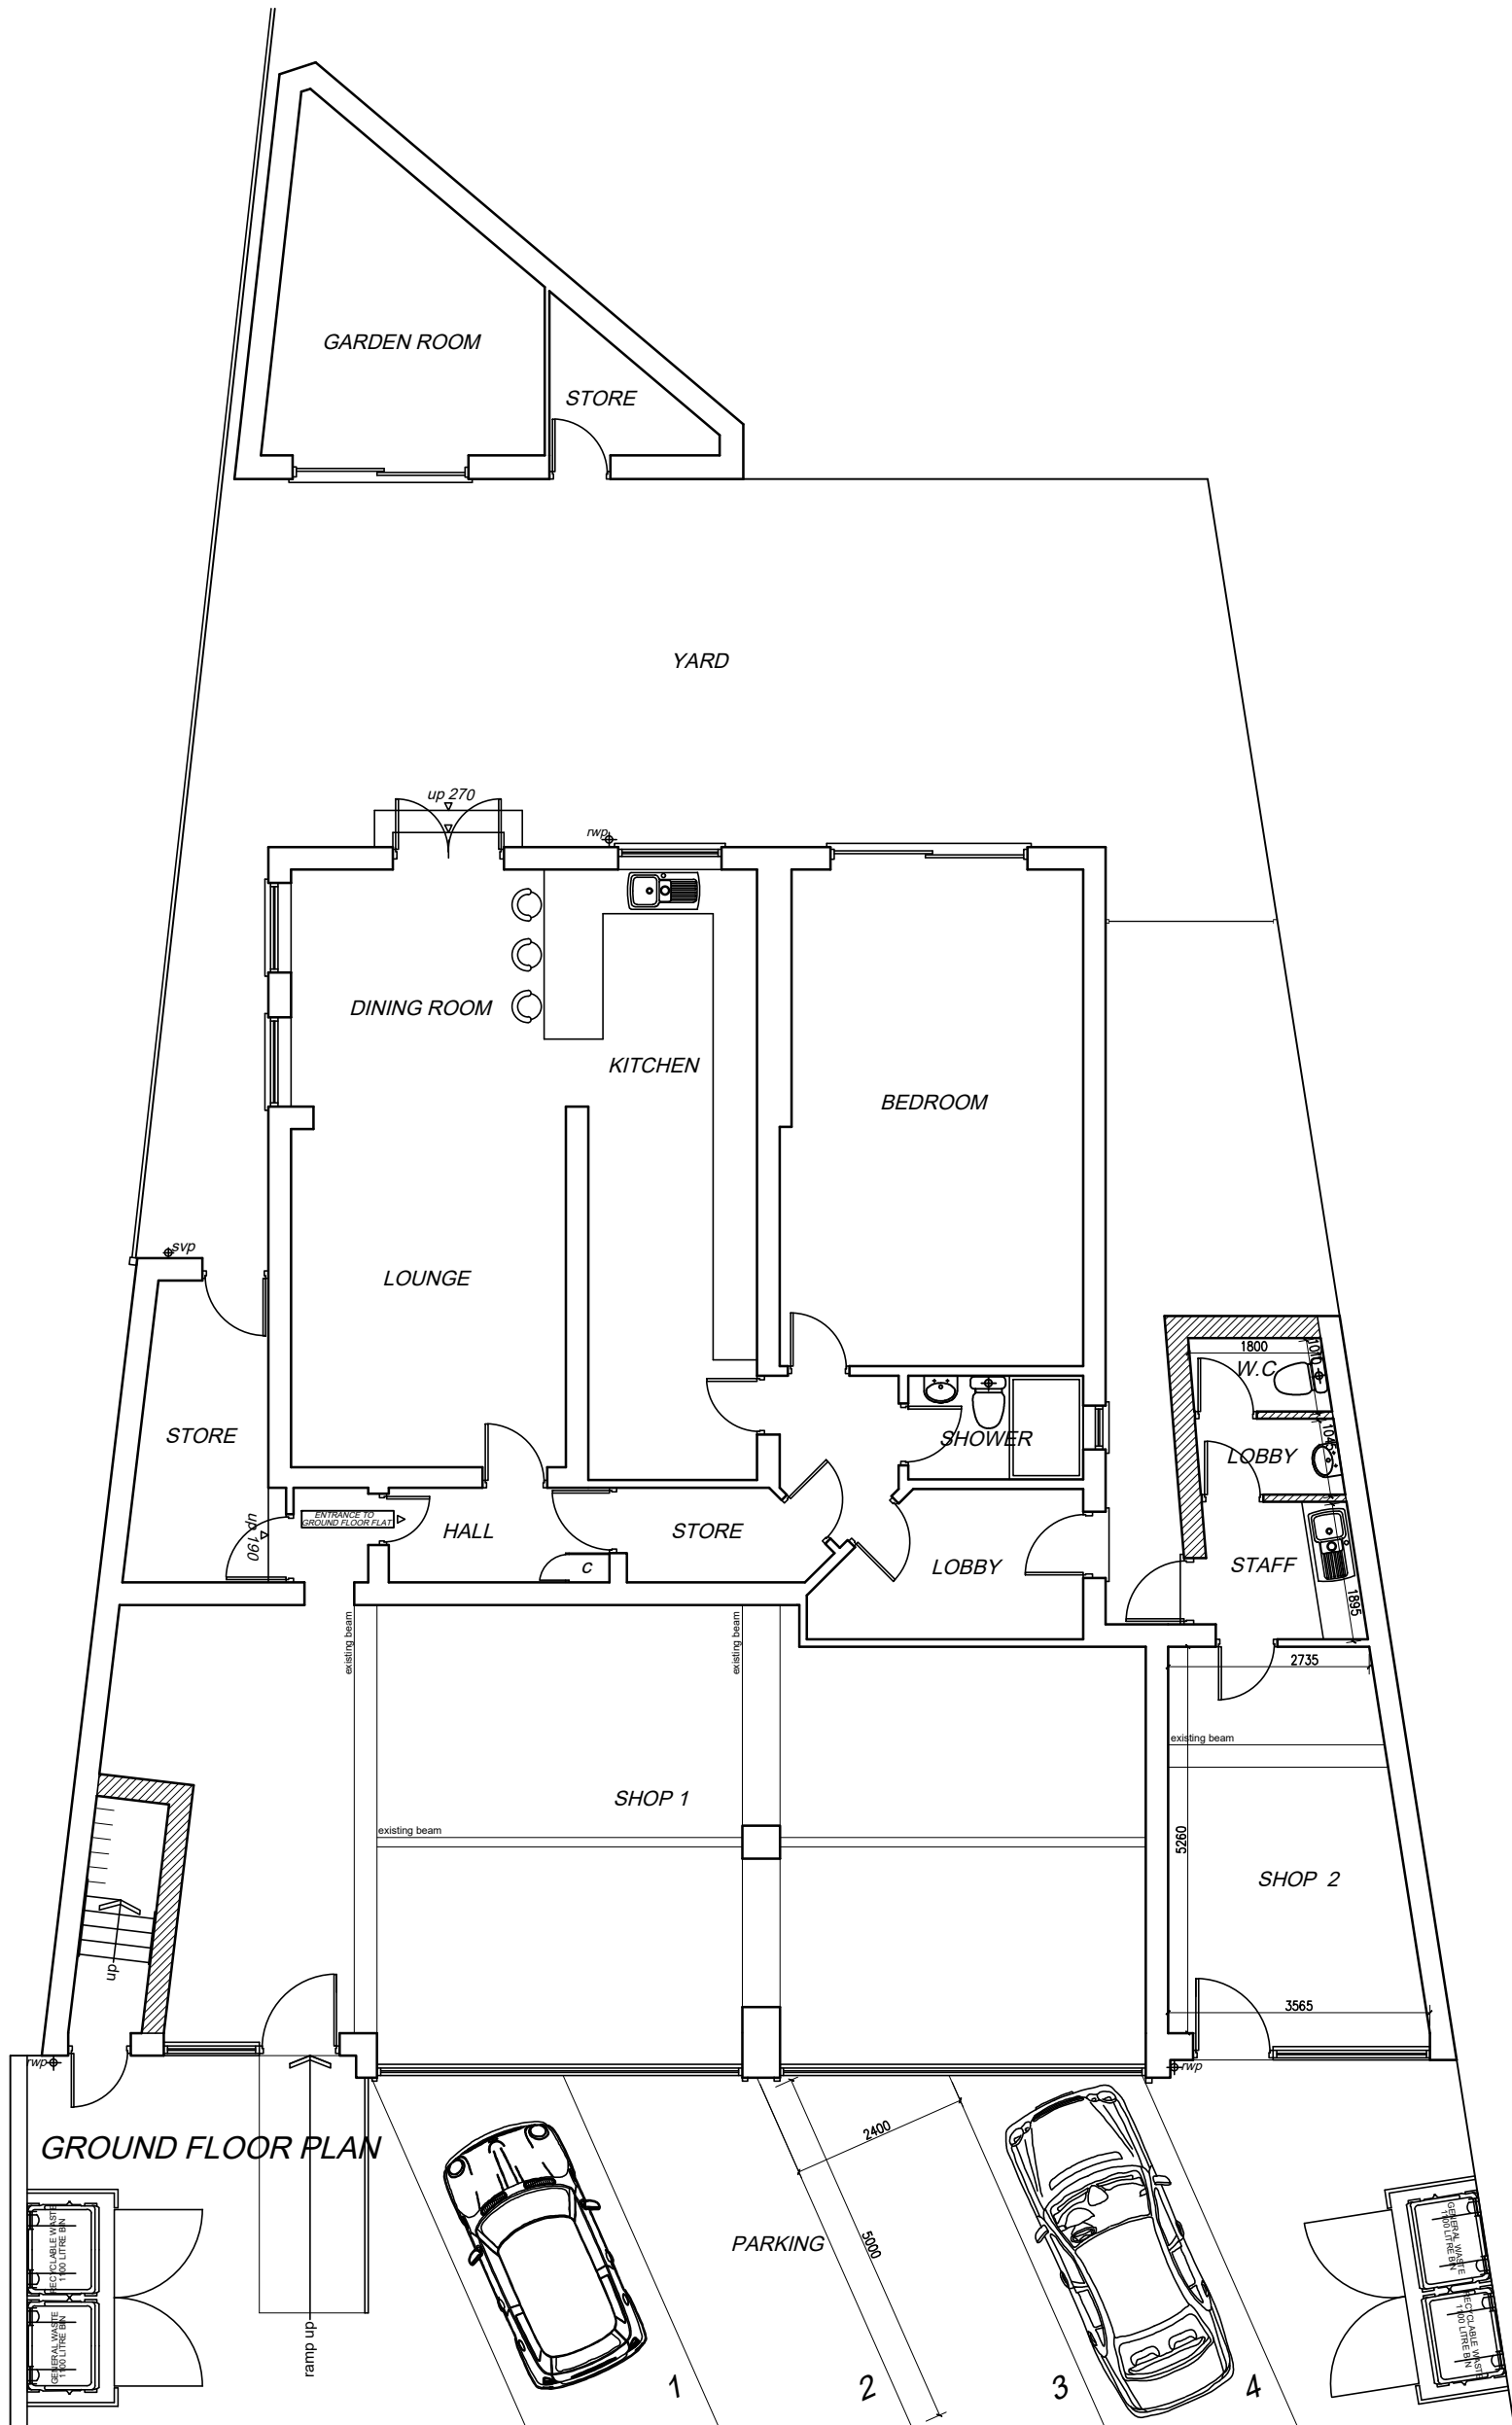 GARDEN ROOM
STORE
YARD
up 270
rwp
DINING ROOM
KITCHEN
BEDROOM
svp
LOUNGE
1800
1010
W.C
STORE
SHOWER
1045
LOBBY
ENTRANCE TO
GROUND FLOOR FLAT
up 190
HALL
STORE
C
LOBBY
STAFF
1895
existing beam
existing beam
2735
existing beam
SHOP 1
existing beam
5260
SHOP 2
up
3565
rwp
rwp
GROUND FLOOR PLAN
2400
PARKING
5000
RECYCLABLE WASTE
1100 LITRE BIN
GENERAL WASTE
1100 LITRE BIN
GENERAL WASTE
1100 LITRE BIN
RECYCLABLE WASTE
1100 LITRE BIN
ramp up
1
2
3
4